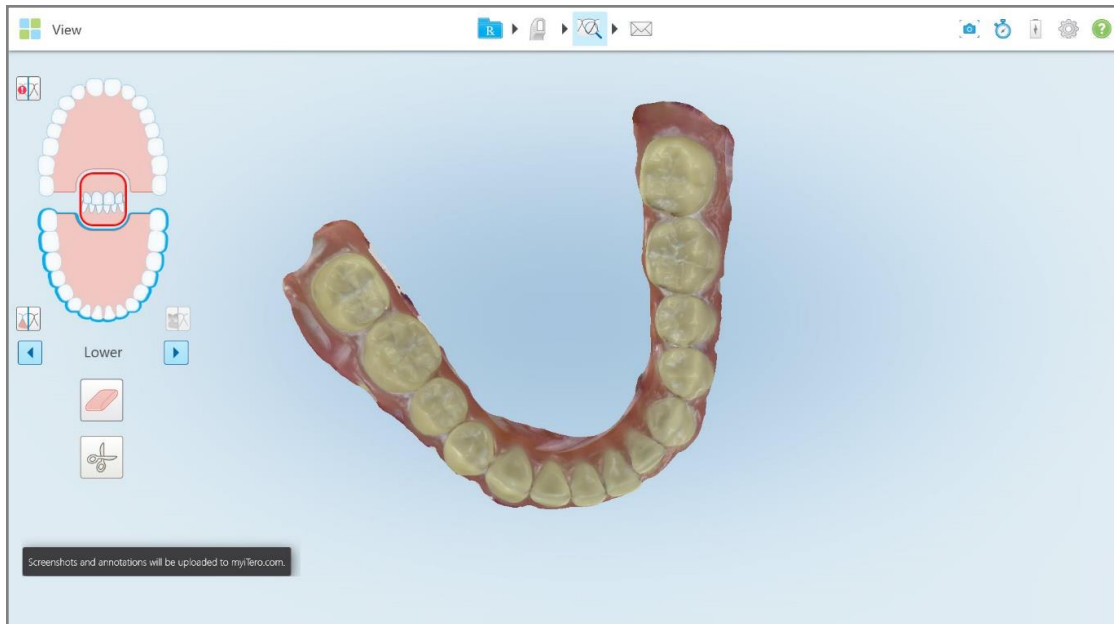 View
R
?
Lower
Screenshots and annotations will be uploaded to myiTero.com.